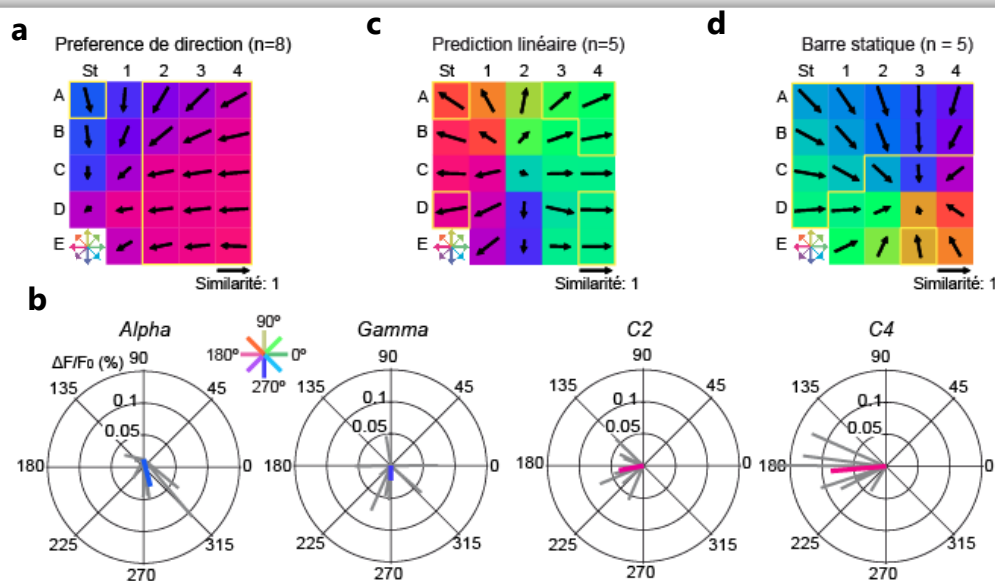 a
Preference de direction (n=8)
St 1 2 3 4
A
B
C
D
E
Similarité: 1
c
Prediction linéaire (n=5)
St 1 2 3 4
A
B
C
D
E
Similarité: 1
d
Barre statique (n = 5)
St 1 2 3 4
A
B
C
D
E
Similarité: 1
b
Alpha
ΔF/F0 (%)
90
135 45
0.1
0.05
180 0
225 315
270
90º
180º 0º
270º
Gamma
90
135 45
0.1
0.05
180 0
225 315
270
C2
90
135 45
0.1
0.05
180 0
225 315
270
C4
90
135 45
0.1
0.05
180 0
225 315
270